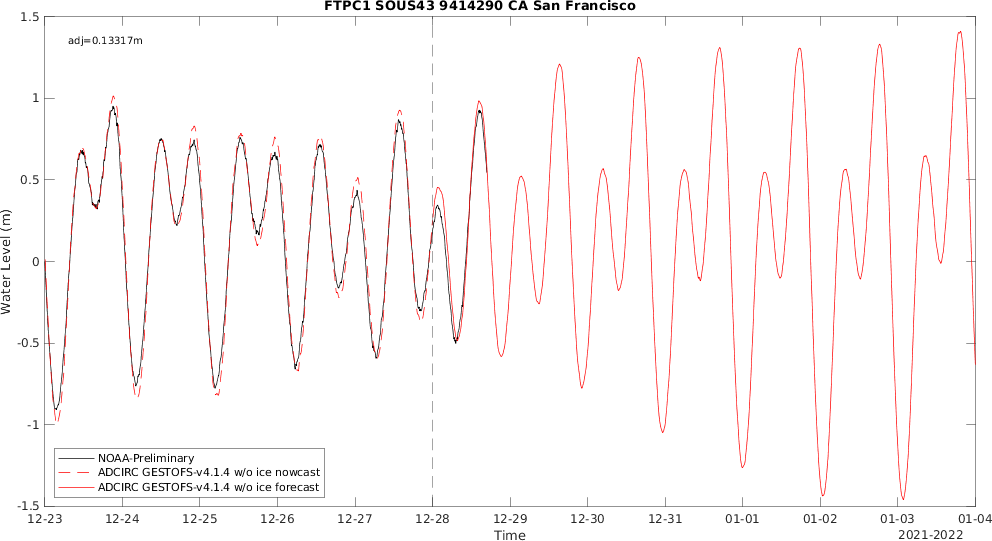 FTPC1 SOUS43 9414290 CA San Francisco
adj=0.13317m
1.5
1
0.5
0
-0.5
-1
-1.5
Water Level (m)
NOAA-Preliminary
ADCIRC GESTOFS-v4.1.4 w/o ice nowcast
ADCIRC GESTOFS-v4.1.4 w/o ice forecast
12-23 12-24 12-25 12-26 12-27 12-28 12-29 12-30 12-31 01-01 01-02 01-03 01-04
Time
2021-2022